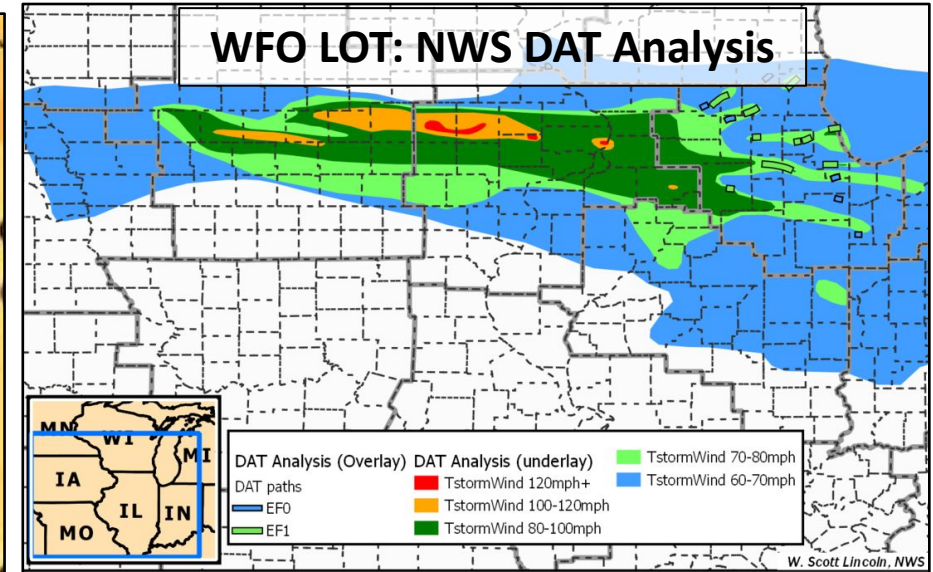 WFO LOT: NWS DAT Analysis
MN
WI
MI
IA
IL
IN
MO
DAT Analysis (Overlay)
DAT paths
EF0
EF1
DAT Analysis (underlay)
TstormWind 120mph+
TstormWind 100-120mph
TstormWind 80-100mph
TstormWind 70-80mph
TstormWind 60-70mph
W. Scott Lincoln, NWS